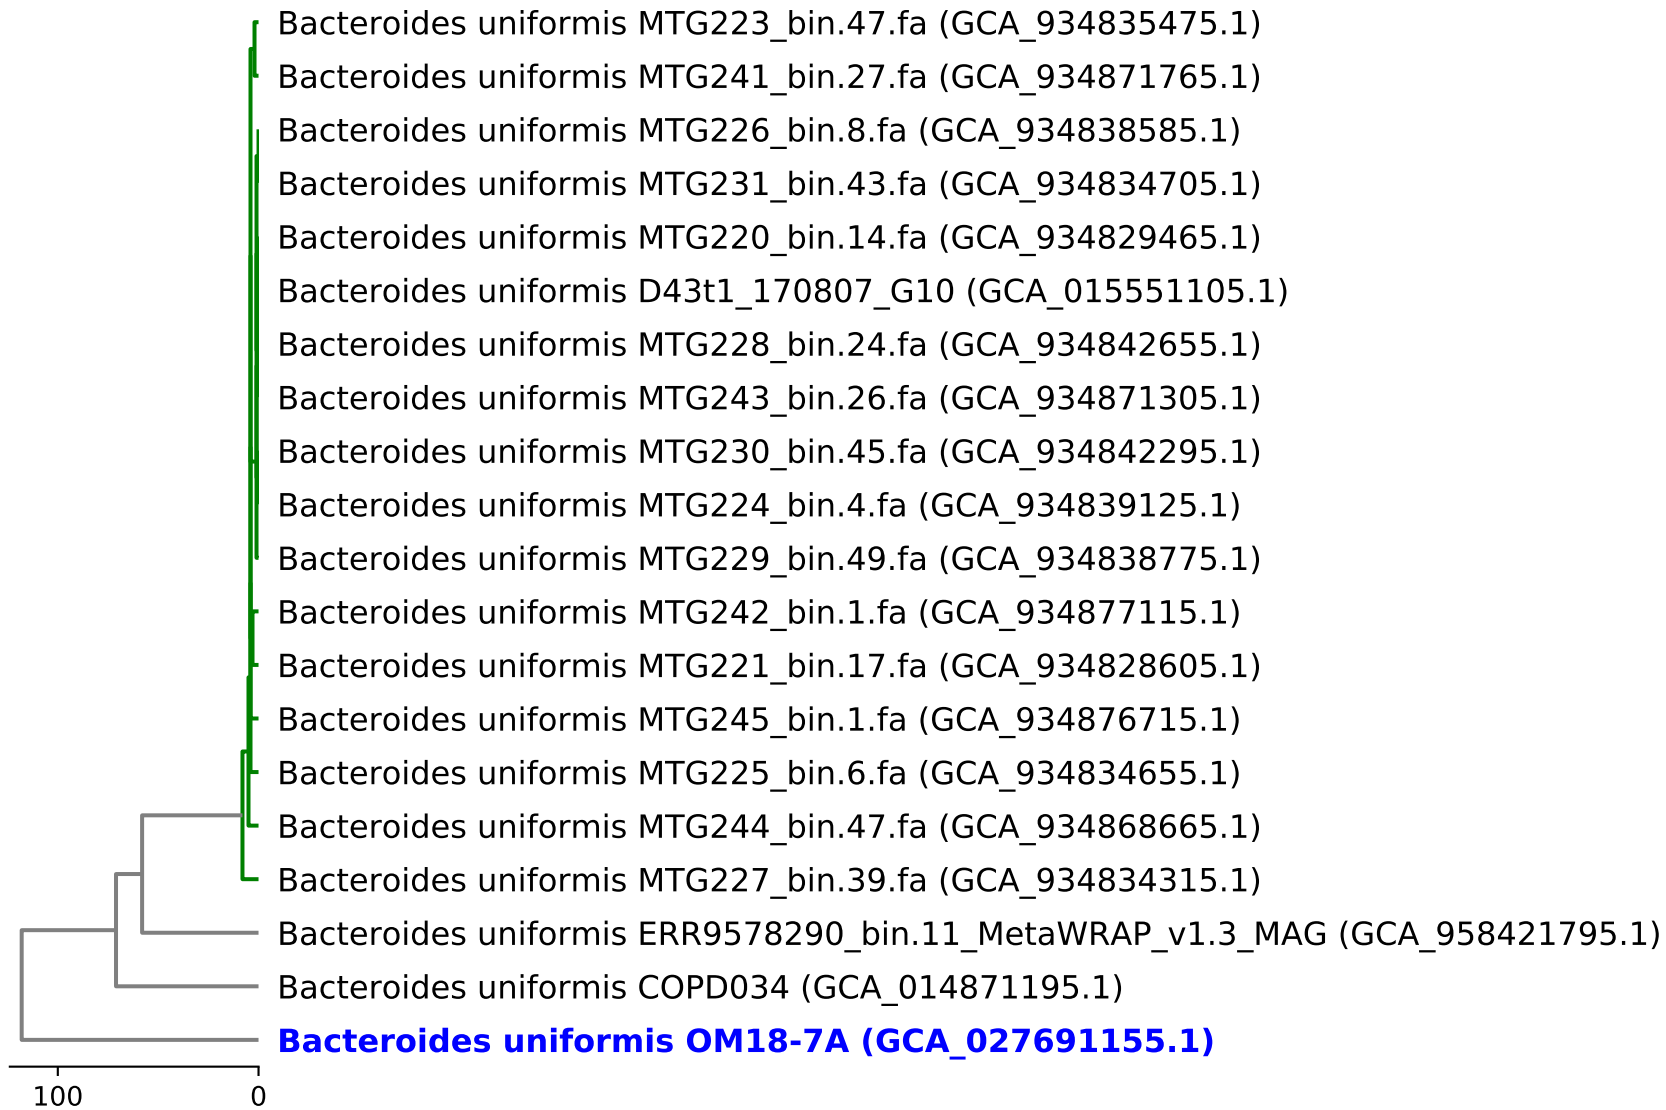 Bacteroides uniformis MTG223_bin.47.fa (GCA_934835475.1)
Bacteroides uniformis MTG241_bin.27.fa (GCA_934871765.1)
Bacteroides uniformis MTG226_bin.8.fa (GCA_934838585.1)
Bacteroides uniformis MTG231_bin.43.fa (GCA_934834705.1)
Bacteroides uniformis MTG220_bin.14.fa (GCA_934829465.1)
Bacteroides uniformis D43t1_170807_G10 (GCA_015551105.1)
Bacteroides uniformis MTG228_bin.24.fa (GCA_934842655.1)
Bacteroides uniformis MTG243_bin.26.fa (GCA_934871305.1)
Bacteroides uniformis MTG230_bin.45.fa (GCA_934842295.1)
Bacteroides uniformis MTG224_bin.4.fa (GCA_934839125.1)
Bacteroides uniformis MTG229_bin.49.fa (GCA_934838775.1)
Bacteroides uniformis MTG242_bin.1.fa (GCA_934877115.1)
Bacteroides uniformis MTG221_bin.17.fa (GCA_934828605.1)
Bacteroides uniformis MTG245_bin.1.fa (GCA_934876715.1)
Bacteroides uniformis MTG225_bin.6.fa (GCA_934834655.1)
Bacteroides uniformis MTG244_bin.47.fa (GCA_934868665.1)
Bacteroides uniformis MTG227_bin.39.fa (GCA_934834315.1)
Bacteroides uniformis ERR9578290_bin.11_MetaWRAP_v1.3_MAG (GCA_958421795.1)
Bacteroides uniformis COPD034 (GCA_014871195.1)
Bacteroides uniformis OM18-7A (GCA_027691155.1)
100 0